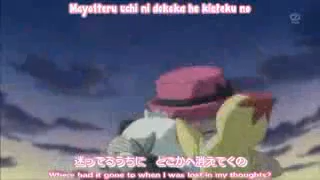 Mayotteru uchi ni dokoka he kieteku no
迷ってるうちに どこかへ消えてくの
Where had it gone to when I was lost in my thoughts?